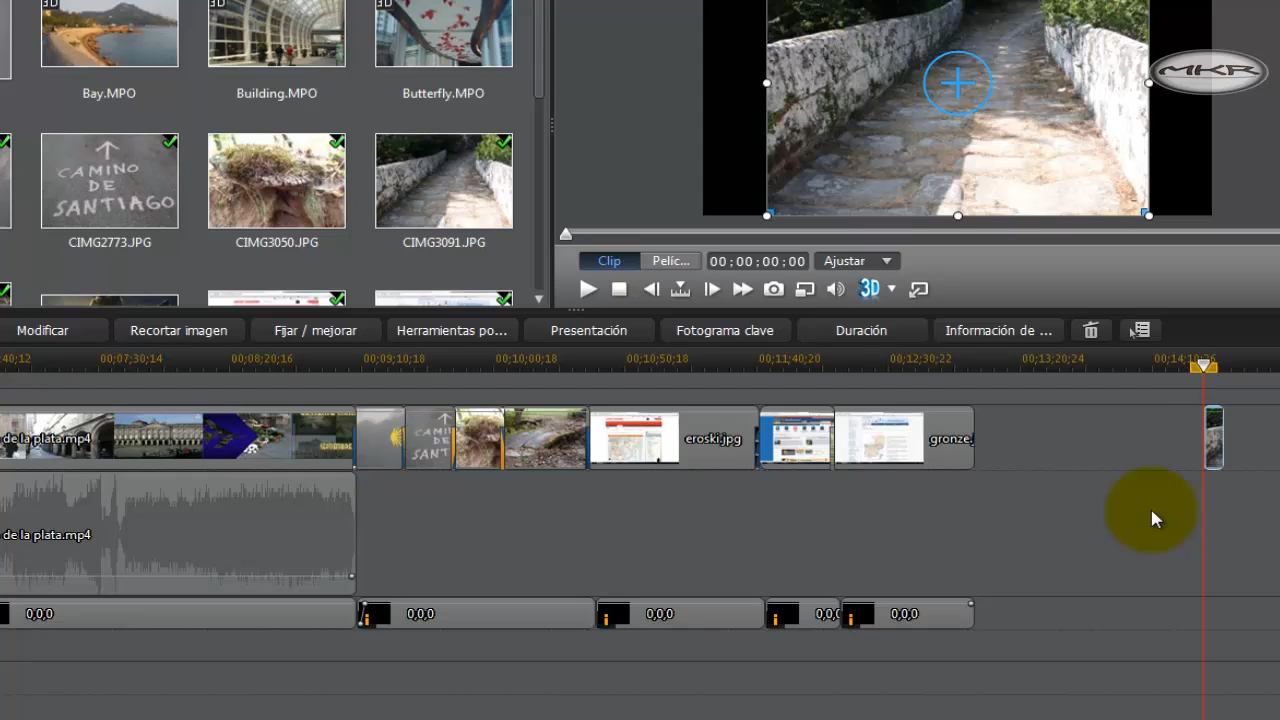 3D
3D
Bay.MPO
Building.MPO
Butterfly.MPO
MKR
CAMINO
DE
SANTIAGO
CIMG2773.JPG
CIMG3050.JPG
CIMG3091.JPG
Clip
Pelíc...
00;00;00;00
Ajustar
3D
Modificar
Recortar imagen
Fijar / mejorar
Herramientas po...
Presentación
Fotograma clave
Duración
Información de ...
:40;12
00;07;30;14
00;08;20;16
00;09;10;18
00;10;00;18
00;10;50;18
00;11;40;20
00;12;30;22
00;13;20;24
00;14;10;26
de la plata.mp4
CAMI
DE
SANT
eroski.jpg
gronze.
de la plata.mp4
0,0,0
0,0,0
0,0,0
0,0,0
0,0,0